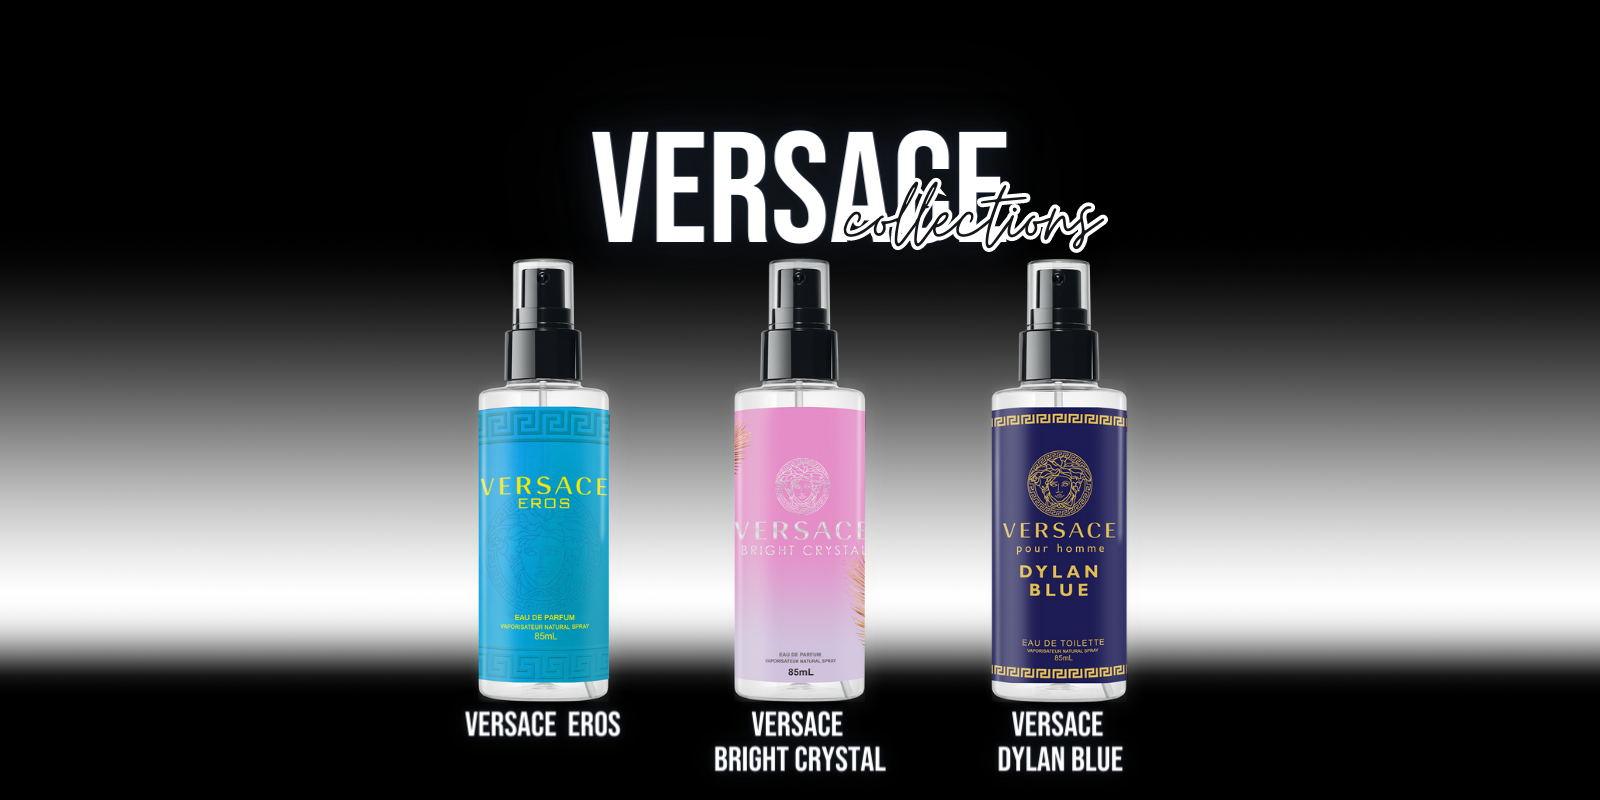 VERSACE
collections
VERSACE
EROS
EAU DE PARFUM
VAPORISATEUR NATURAL SPRAY
85mL
VERSACE
BRIGHT CRYSTAL
EAU DE PARFUM
VAPORISATEUR NATURAL SPRAY
85mL
VERSACE
pour homme
DYLAN
BLUE
EAU DE TOILETTE
VAPORISATEUR NATURAL SPRAY
85mL
VERSACE EROS
VERSACE
BRIGHT CRYSTAL
VERSACE
DYLAN BLUE